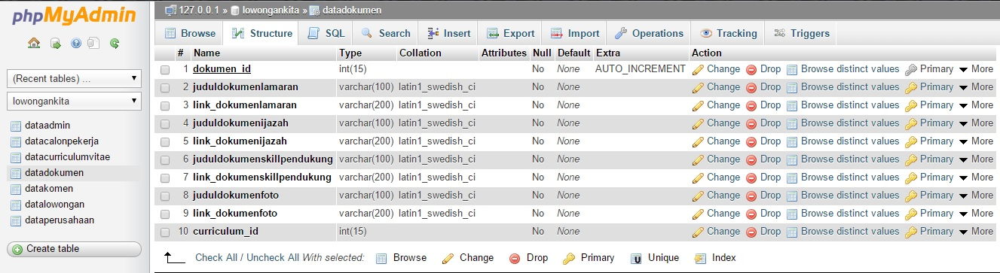 phpMyAdmin
(Recent tables) ...
lowongankita
dataadmin
datacalonpekerja
datacurriculumvitae
datadokumen
datakomen
datalowongan
dataperusahaan
Create table
127.0.0.1 » lowongankita » datadokumen
Browse Structure SQL Search Insert Export Import Operations Tracking Triggers
# Name Type Collation Attributes Null Default Extra Action
1 dokumen_id int(15) No None AUTO_INCREMENT Change Drop Browse distinct values Primary More
2 juduldokumenlamaran varchar(100) latin1_swedish_ci No None Change Drop Browse distinct values Primary More
3 link_dokumenlamaran varchar(200) latin1_swedish_ci No None Change Drop Browse distinct values Primary More
4 juduldokumenijazah varchar(100) latin1_swedish_ci No None Change Drop Browse distinct values Primary More
5 link_dokumenijazah varchar(200) latin1_swedish_ci No None Change Drop Browse distinct values Primary More
6 juduldokumenskillpendukung varchar(100) latin1_swedish_ci No None Change Drop Browse distinct values Primary More
7 link_dokumenskillpendukung varchar(200) latin1_swedish_ci No None Change Drop Browse distinct values Primary More
8 juduldokumenfoto varchar(100) latin1_swedish_ci No None Change Drop Browse distinct values Primary More
9 link_dokumenfoto varchar(200) latin1_swedish_ci No None Change Drop Browse distinct values Primary More
10 curriculum_id int(15) No None Change Drop Browse distinct values Primary More
Check All / Uncheck All With selected: Browse Change Drop Primary Unique Index